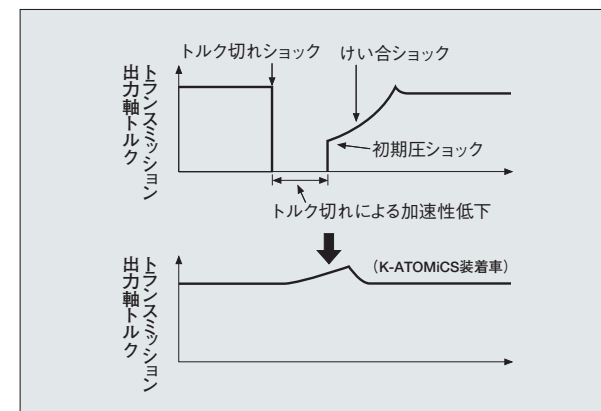 トルク切れショック
けい合ショック
トランスミッション
出力軸トルク
初期圧ショック
トルク切れによる加速性低下
(K-ATOMiCS装着車)
トランスミッション
出力軸トルク